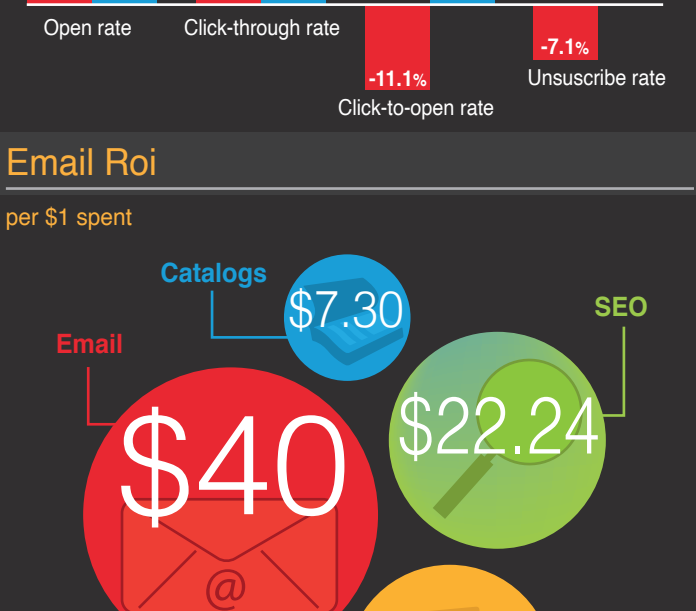 Open rate
Click-through rate
-11.1%
Click-to-open rate
-7.1%
Unsuscribe rate
Email Roi
per $1 spent
Catalogs
$7.30
SEO
$22.24
Email
$40
@